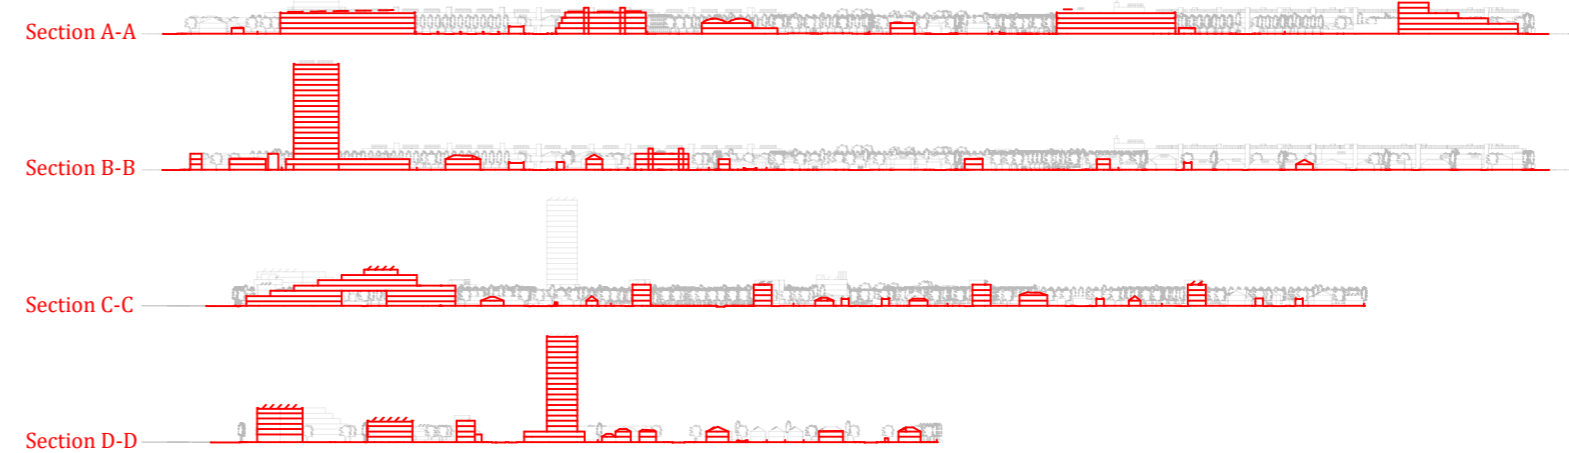 Section A-A
Section B-B
Section C-C
Section D-D